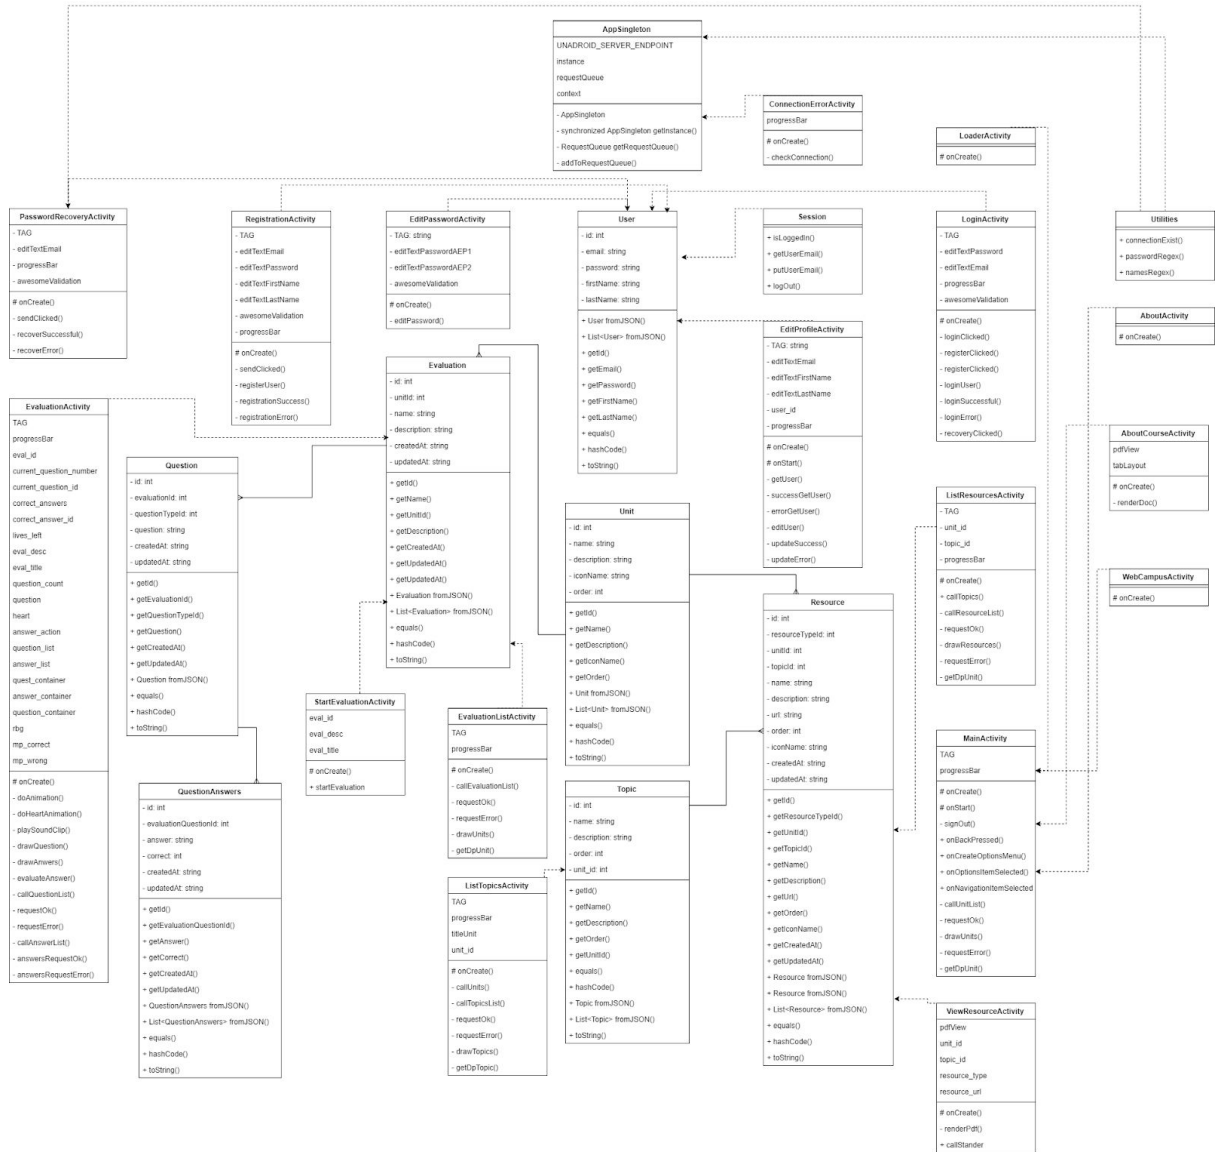 AppSingleton
UNADROID_SERVER_ENDPOINT
instance
requestQueue
context
- AppSingleton
- synchronized AppSingleton getInstance()
- RequestQueue getRequestQueue()
- addToRequestQueue()
ConnectionErrorActivity
progressBar
# onCreate()
- checkConnection()
LoaderActivity
# onCreate()
PasswordRecoveryActivity
- TAG
- editTextEmail
- progressBar
- awesomeValidation
# onCreate()
- sendClicked()
- recoverSuccessful()
- recoverError()
RegistrationActivity
- TAG
- editTextEmail
- editTextPassword
- editTextFirstName
- editTextLastName
- awesomeValidation
- progressBar
# onCreate()
- sendClicked()
- registerUser()
- registrationSuccess()
- registrationError()
EditPasswordActivity
- TAG: string
- editTextPasswordAEP1
- editTextPasswordAEP2
- awesomeValidation
# onCreate()
- editPassword()
User
- id: int
- email: string
- password: string
- firstName: string
- lastName: string
+ User fromJSON()
+ List<User> fromJSON()
+ getId()
+ getEmail()
+ getPassword()
+ getFirstName()
+ getLastName()
+ equals()
+ hashCode()
+ toString()
Session
+ isLoggedIn()
+ getUserEmail()
+ putUserEmail()
+ logOut()
LoginActivity
- TAG
- editTextPassword
- editTextEmail
- progressBar
- awesomeValidation
# onCreate()
- loginClicked()
- registerClicked()
- registerClicked()
- loginUser()
- loginSuccessful()
- loginError()
- recoveryClicked()
Utilities
+ connectionExist()
+ passwordRegex()
+ namesRegex()
AboutActivity
# onCreate()
EditProfileActivity
- TAG: string
- editTextEmail
- editTextFirstName
- editTextLastName
- user_id
- progressBar
# onCreate()
# onStart()
- getUser()
- successGetUser()
- errorGetUser()
- editUser()
- updateSuccess()
- updateError()
Evaluation
- id: int
- unitId: int
- name: string
- description: string
- createdAt: string
- updatedAt: string
+ getId()
+ getName()
+ getUnitId()
+ getDescription()
+ getCreatedAt()
+ getUpdatedAt()
+ getUpdatedAt()
+ Evaluation fromJSON()
+ List<Evaluation> fromJSON()
+ equals()
+ hashCode()
+ toString()
EvaluationActivity
TAG
progressBar
eval_id
current_question_number
current_question_id
correct_answers
correct_answer_id
lives_left
eval_desc
eval_title
question_count
question
heart
answer_action
question_list
answer_list
quest_container
answer_container
question_container
rbg
mp_correct
mp_wrong
# onCreate()
- doAnimation()
- doHeartAnimation()
- playSoundClip()
- drawQuestion()
- drawAnwers()
- evaluateAnswer()
- callQuestionList()
- requestOk()
- requestError()
- callAnswerList()
- answersRequestOk()
- answersRequestError()
Question
- id: int
- evaluationId: int
- questionTypeId: int
- question: string
- createdAt: string
- updatedAt: string
+ getId()
+ getEvaluationId()
+ getQuestionTypeId()
+ getQuestion()
+ getCreatedAt()
+ getUpdatedAt()
+ Question fromJSON()
+ equals()
+ hashCode()
+ toString()
AboutCourseActivity
pdfView
tabLayout
# onCreate()
- renderDoc()
ListResourcesActivity
- TAG
- unit_id
- topic_id
- progressBar
# onCreate()
+ callTopics()
- callResourceList()
- requestOk()
- drawResources()
- requestError()
- getDpUnit()
Unit
- id: int
- name: string
- description: string
- iconName: string
- order: int
+ getId()
+ getName()
+ getDescription()
+ getIconName()
+ getOrder()
+ Unit fromJSON()
+ List<Unit> fromJSON()
+ equals()
+ hashCode()
+ toString()
WebCampusActivity
# onCreate()
Resource
- id: int
- resourceTypeId: int
- unitId: int
- topicId: int
- name: string
- description: string
- url: string
- order: int
- iconName: string
- createdAt: string
- updatedAt: string
+ getId()
+ getResourceTypeId()
+ getUnitId()
+ getTopicId()
+ getName()
+ getDescription()
+ getUrl()
+ getOrder()
+ getIconName()
+ getCreatedAt()
+ getUpdatedAt()
+ Resource fromJSON()
+ Resource fromJSON()
+ List<Resource> fromJSON()
+ equals()
+ hashCode()
+ toString()
StartEvaluationActivity
eval_id
eval_desc
eval_title
# onCreate()
+ startEvaluation
EvaluationListActivity
TAG
progressBar
# onCreate()
- callEvaluationList()
- requestOk()
- requestError()
- drawUnits()
- getDpUnit()
MainActivity
TAG
progressBar
# onCreate()
# onStart()
- signOut()
+ onBackPressed()
+ onCreateOptionsMenu()
+ onOptionsItemSelected()
+ onNavigationItemSelected
- callUnitList()
- requestOk()
- drawUnits()
- requestError()
- getDpUnit()
QuestionAnswers
- id: int
- evaluationQuestionId: int
- answer: string
- correct: int
- createdAt: string
- updatedAt: string
+ getId()
+ getEvaluationQuestionId()
+ getAnswer()
+ getCorrect()
+ getCreatedAt()
+ getUpdatedAt()
+ QuestionAnswers fromJSON()
+ List<QuestionAnswers> fromJSON()
+ equals()
+ hashCode()
+ toString()
Topic
- id: int
- name: string
- description: string
- order: int
- unit_id: int
+ getId()
+ getName()
+ getDescription()
+ getOrder()
+ getUnitId()
+ equals()
+ hashCode()
+ Topic fromJSON()
+ List<Topic> fromJSON()
+ toString()
ListTopicsActivity
TAG
progressBar
titleUnit
unit_id
# onCreate()
- callUnits()
- callTopicsList()
- requestOk()
- requestError()
- drawTopics()
- getDpTopic()
ViewResourceActivity
pdfView
unit_id
topic_id
resource_type
resource_url
# onCreate()
- renderPdf()
+ callStander